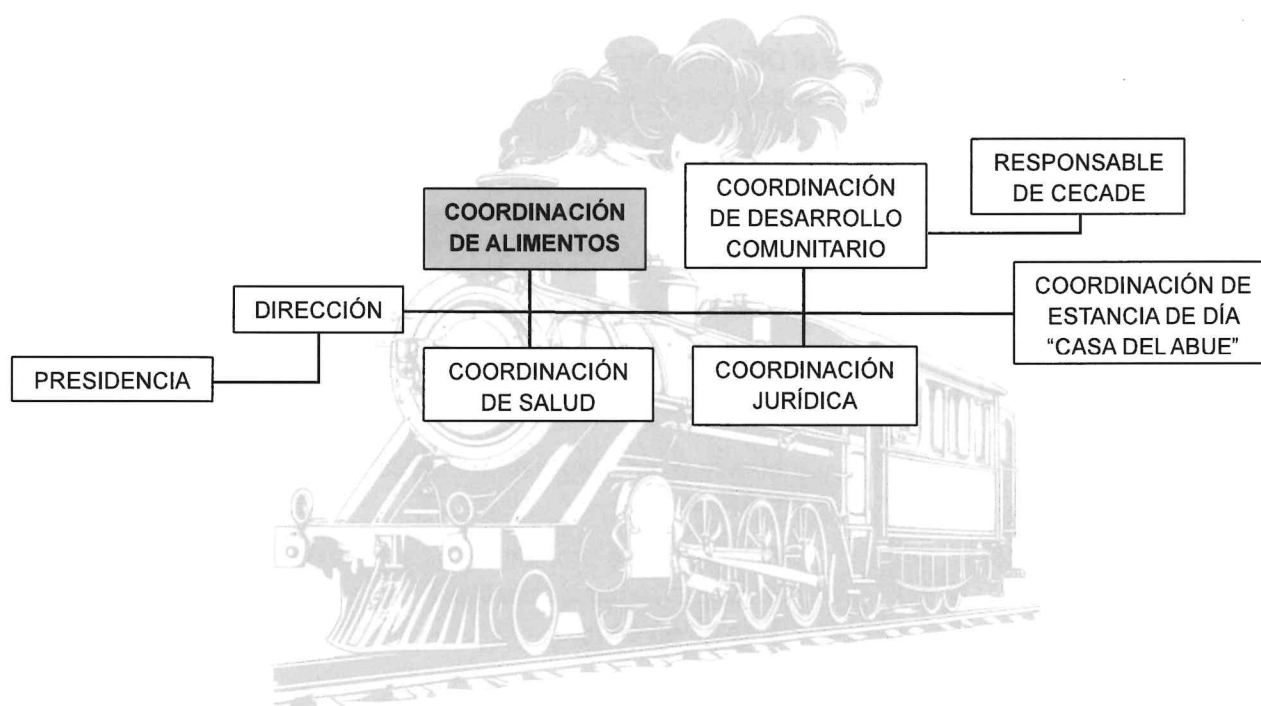 RESPONSABLE
DE CECADE
COORDINACIÓN
DE DESARROLLO
COMUNITARIO
COORDINACIÓN
DE ALIMENTOS
COORDINACIÓN DE
ESTANCIA DE DÍA
“CASA DEL ABUE”
DIRECCIÓN
PRESIDENCIA
COORDINACIÓN
DE SALUD
COORDINACIÓN
JURÍDICA